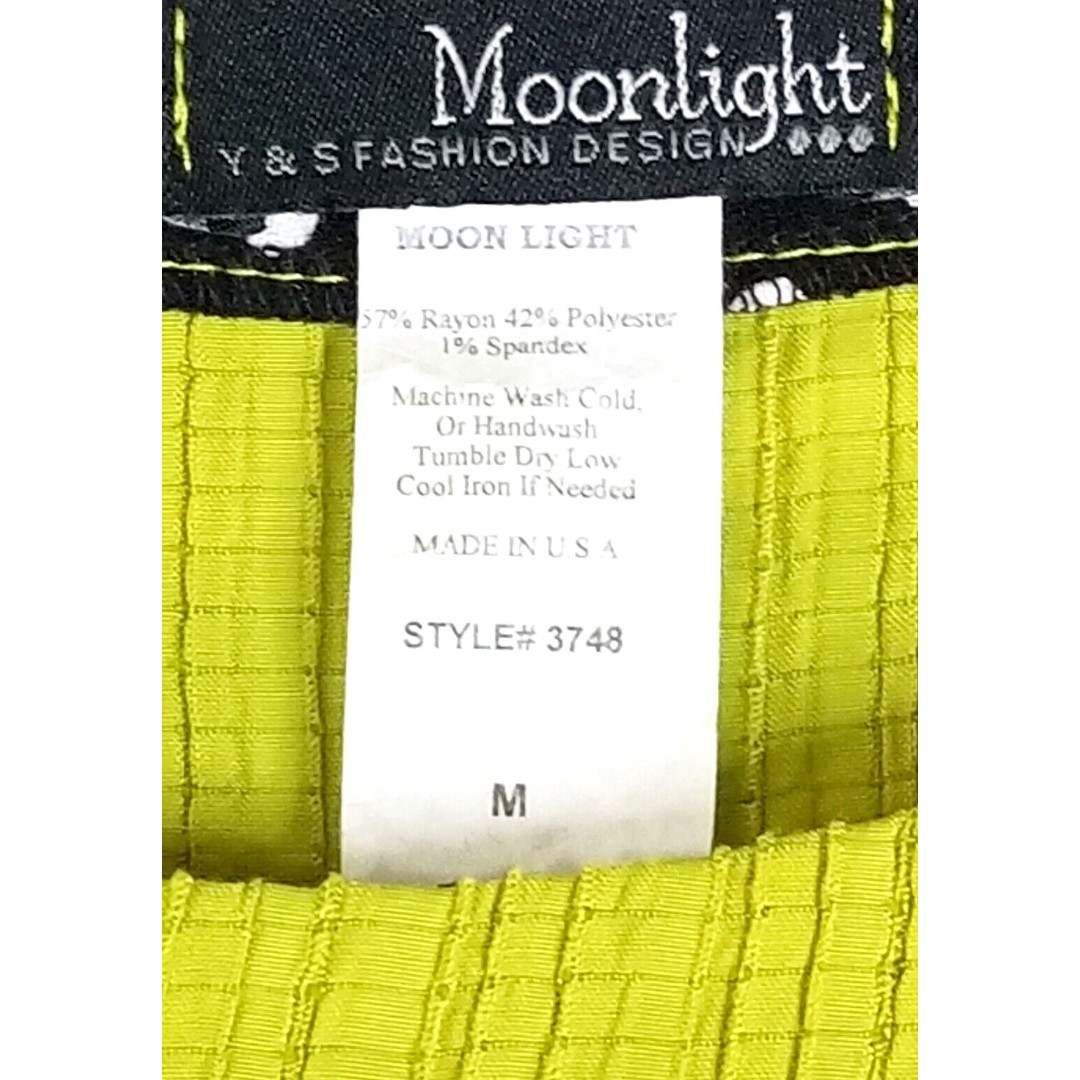 Moonlight
Y & S FASHION DESIGN
MOON LIGHT
57% Rayon 42% Polyester
1% Spandex
Machine Wash Cold,
Or Handwash
Tumble Dry Low
Cool Iron If Needed
MADE IN U.S A
STYLE# 3748
M